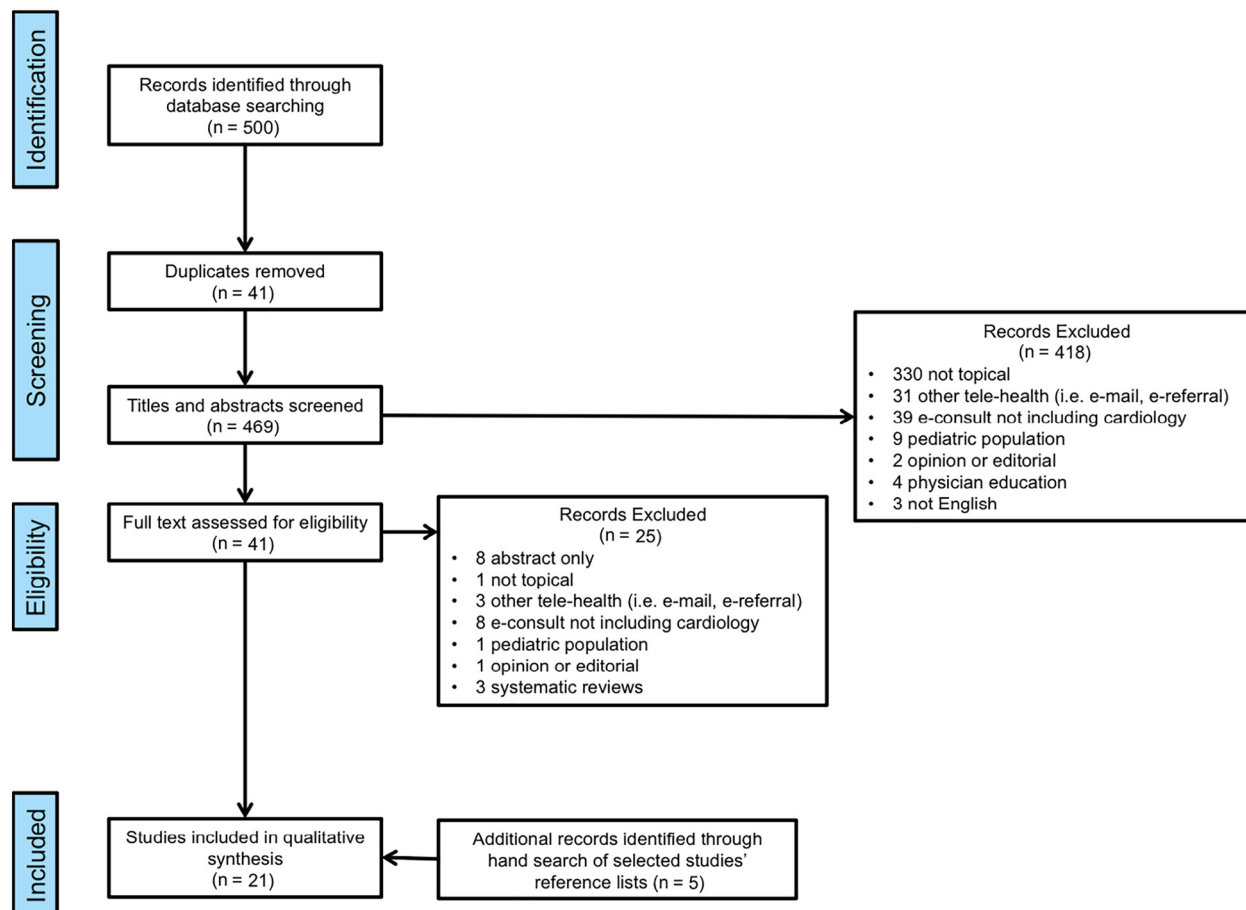 Identification
Records identified through
database searching
(n = 500)
Screening
Duplicates removed
(n = 41)
Titles and abstracts screened
(n = 469)
Records Excluded
(n = 418)
• 330 not topical
• 31 other tele-health (i.e. e-mail, e-referral)
• 39 e-consult not including cardiology
• 9 pediatric population
• 2 opinion or editorial
• 4 physician education
• 3 not English
Eligibility
Full text assessed for eligibility
(n = 41)
Records Excluded
(n = 25)
• 8 abstract only
• 1 not topical
• 3 other tele-health (i.e. e-mail, e-referral)
• 8 e-consult not including cardiology
• 1 pediatric population
• 1 opinion or editorial
• 3 systematic reviews
Included
Studies included in qualitative
synthesis
(n = 21)
Additional records identified through
hand search of selected studies’
reference lists (n = 5)